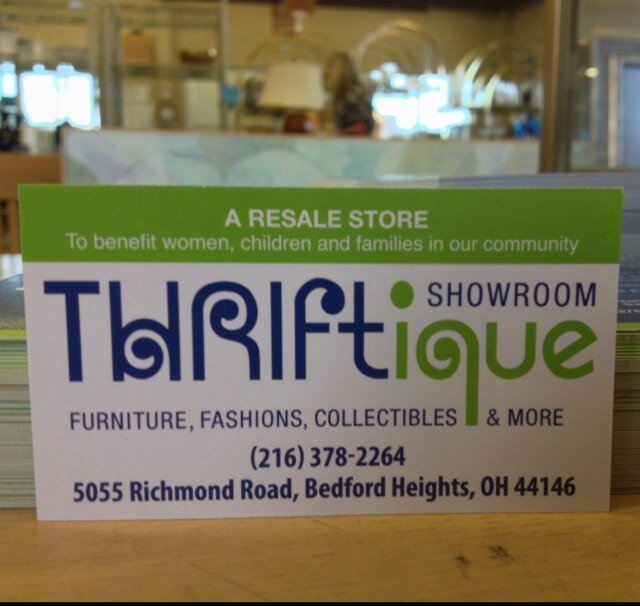 A RESALE STORE
To benefit women, children and families in our community
THRIFtique SHOWROOM
FURNITURE, FASHIONS, COLLECTIBLES & MORE
(216) 378-2264
5055 Richmond Road, Bedford Heights, OH 44146